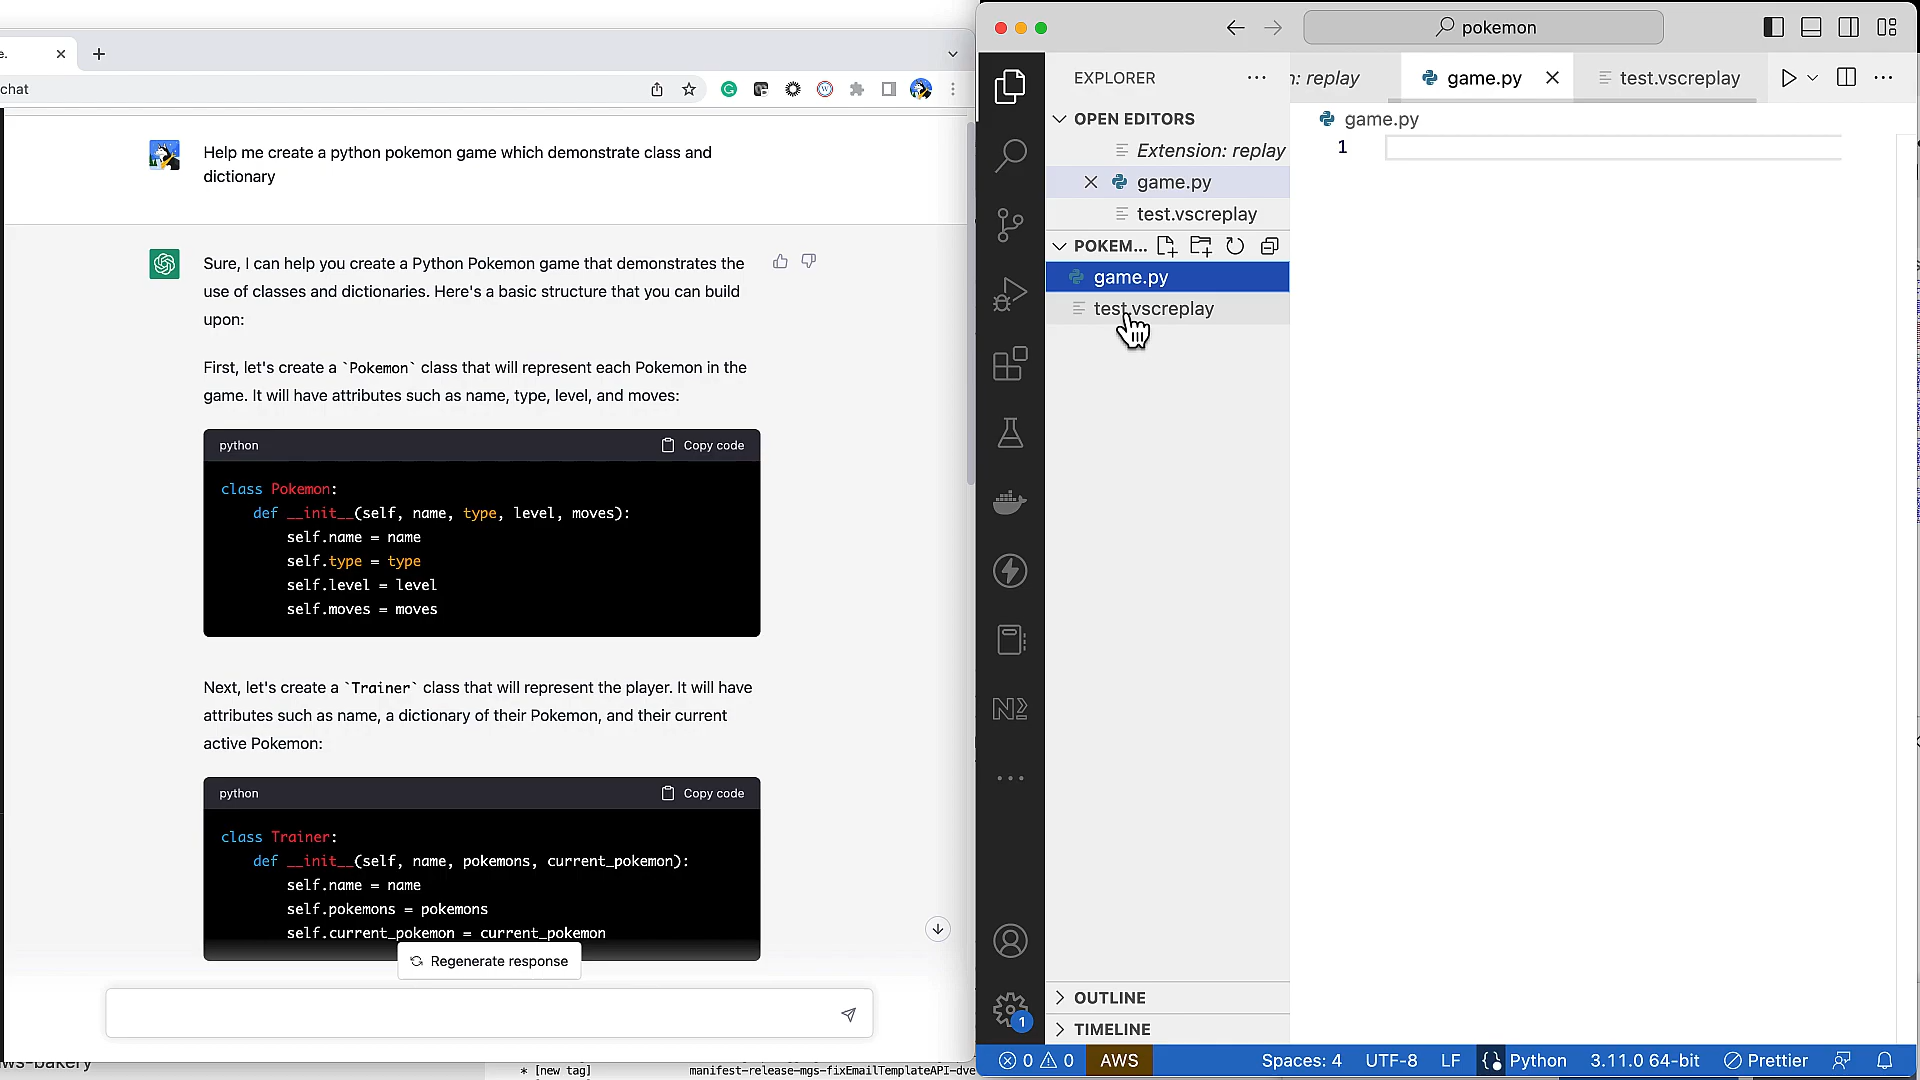 e.
chat
Help me create a python pokemon game which demonstrate class and
dictionary
Sure, I can help you create a Python Pokemon game that demonstrates the
use of classes and dictionaries. Here's a basic structure that you can build
upon:
First, let's create a `Pokemon` class that will represent each Pokemon in the
game. It will have attributes such as name, type, level, and moves:
python
Copy code
class Pokemon:
def __init__(self, name, type, level, moves):
self.name = name
self.type = type
self.level = level
self.moves = moves
Next, let's create a `Trainer` class that will represent the player. It will have
attributes such as name, a dictionary of their Pokemon, and their current
active Pokemon:
python
Copy code
class Trainer:
def __init__(self, name, pokemons, current_pokemon):
self.name = name
self.pokemons = pokemons
self.current_pokemon = current_pokemon
Regenerate response
ws-bakery
* [new tag] manifest-release-mgs-fixEmailTemplateAPI-dve
pokemon
EXPLORER
n: replay
game.py
test.vscreplay
game.py
1
OPEN EDITORS
Extension: replay
game.py
test.vscreplay
POKEM...
game.py
test.vscreplay
N
OUTLINE
TIMELINE
1
0 0 AWS
Spaces: 4 UTF-8 LF Python 3.11.0 64-bit Prettier